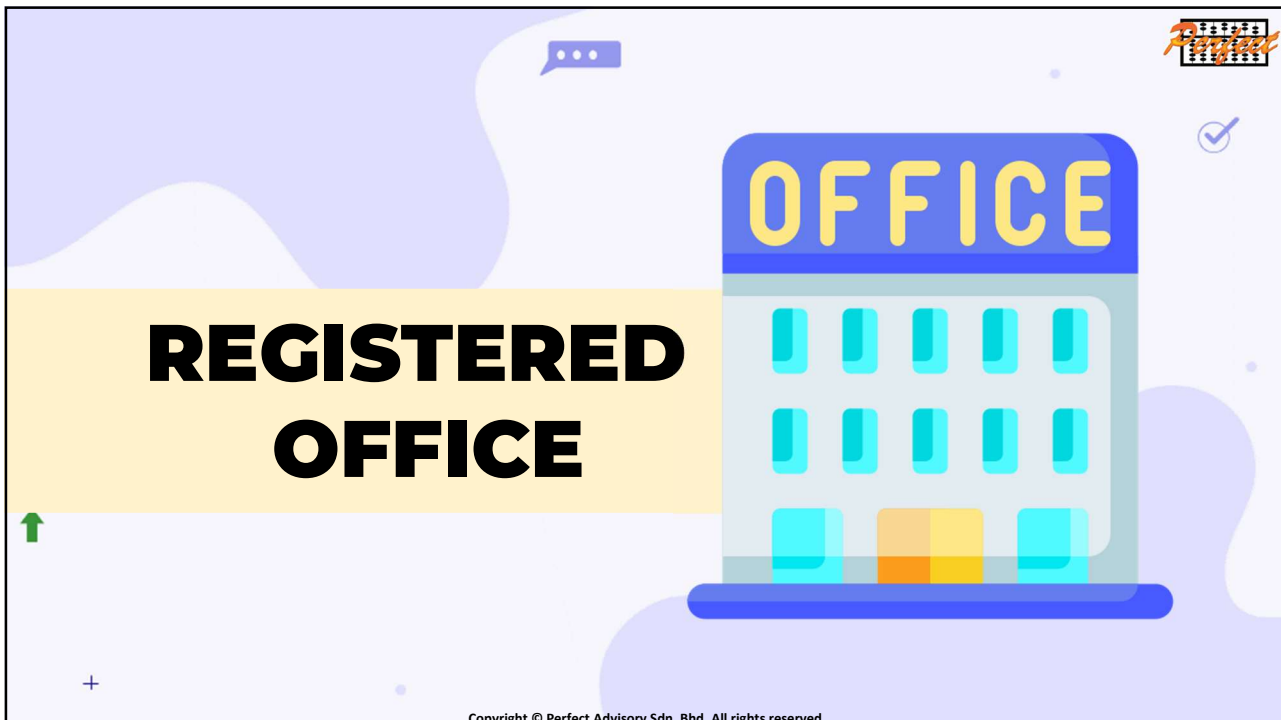 Perfect
OFFICE
REGISTERED
OFFICE
Copyright © Perfect Advisory Sdn. Bhd. All rights reserved.